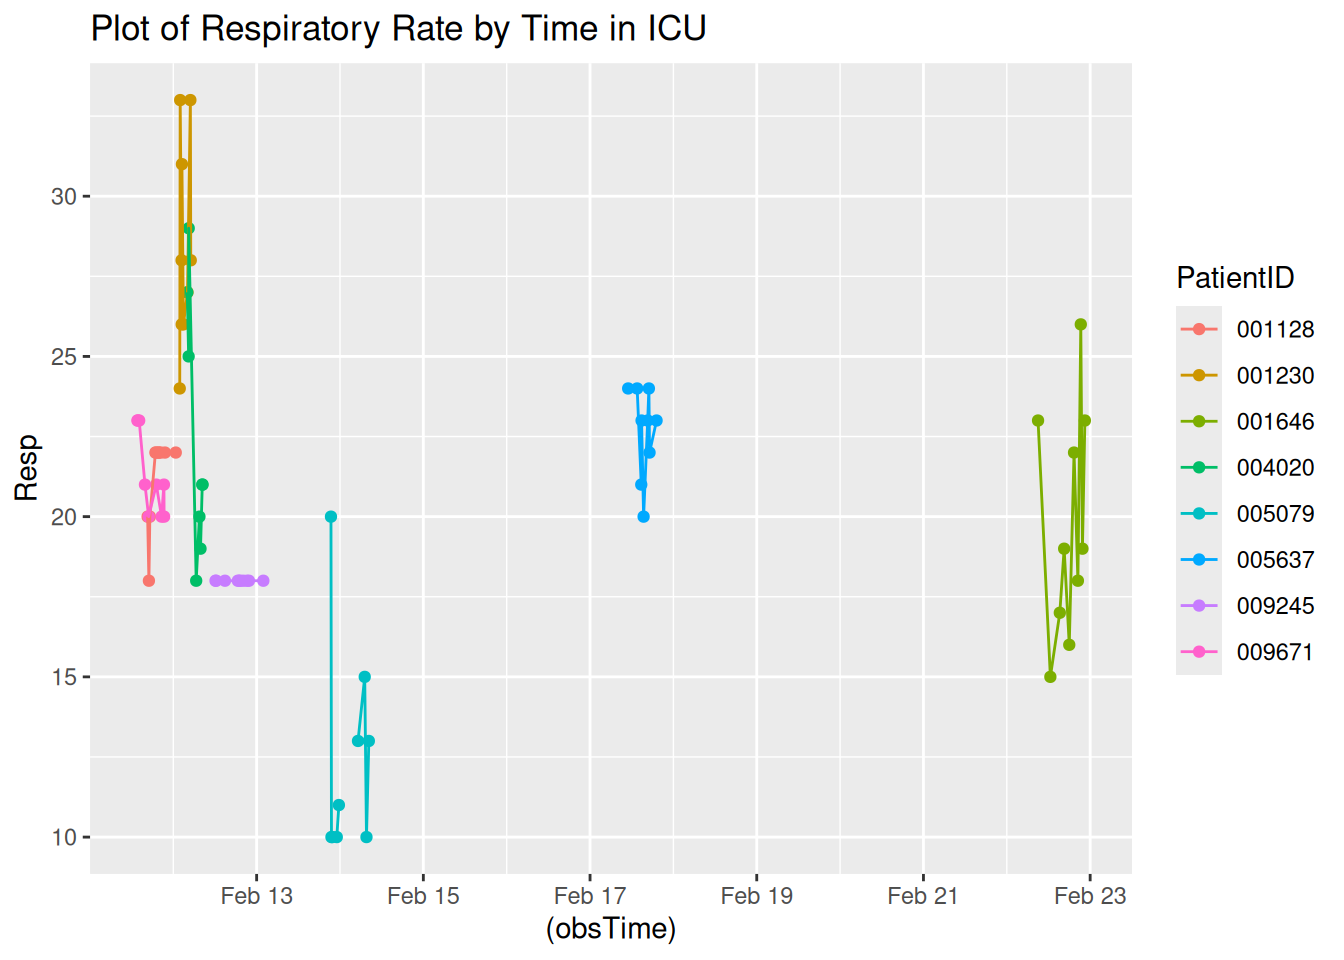 Plot of Respiratory Rate by Time in ICU
Resp
30
25
20
15
10
Feb 13 Feb 15 Feb 17 Feb 19 Feb 21 Feb 23
(obsTime)
PatientID
001128
001230
001646
004020
005079
005637
009245
009671